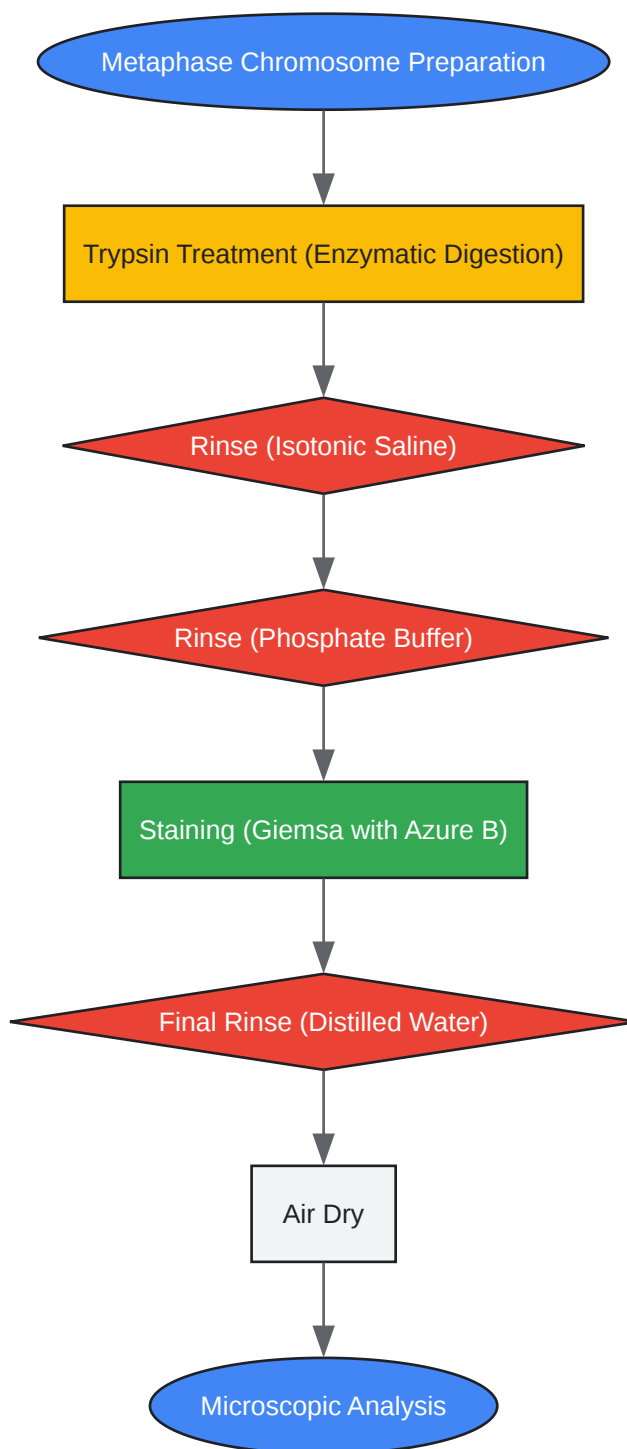 Metaphase Chromosome Preparation
Trypsin Treatment (Enzymatic Digestion)
Rinse (Isotonic Saline)
Rinse (Phosphate Buffer)
Staining (Giemsa with Azure B)
Final Rinse (Distilled Water)
Air Dry
Microscopic Analysis